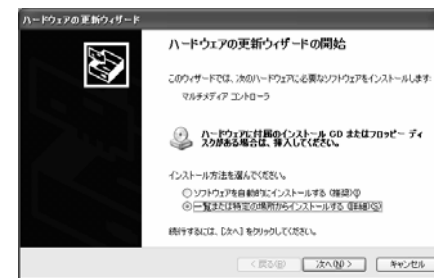 ハードウェアの更新ウィザード
ハードウェアの更新ウィザードの開始
このウィザードでは、次のハードウェアに必要なソフトウェアをインストールします:
マルチメディア コントローラ
ハードウェアに付属のインストール CD またはフロッピー ディ
スクがある場合は、挿入してください。
インストール方法を選んでください。
ソフトウェアを自動的にインストールする (推奨)(I)
一覧または特定の場所からインストールする (詳細)(S)
続行するには、[次へ] をクリックしてください。
< 戻る(B)
次へ(N) >
キャンセル